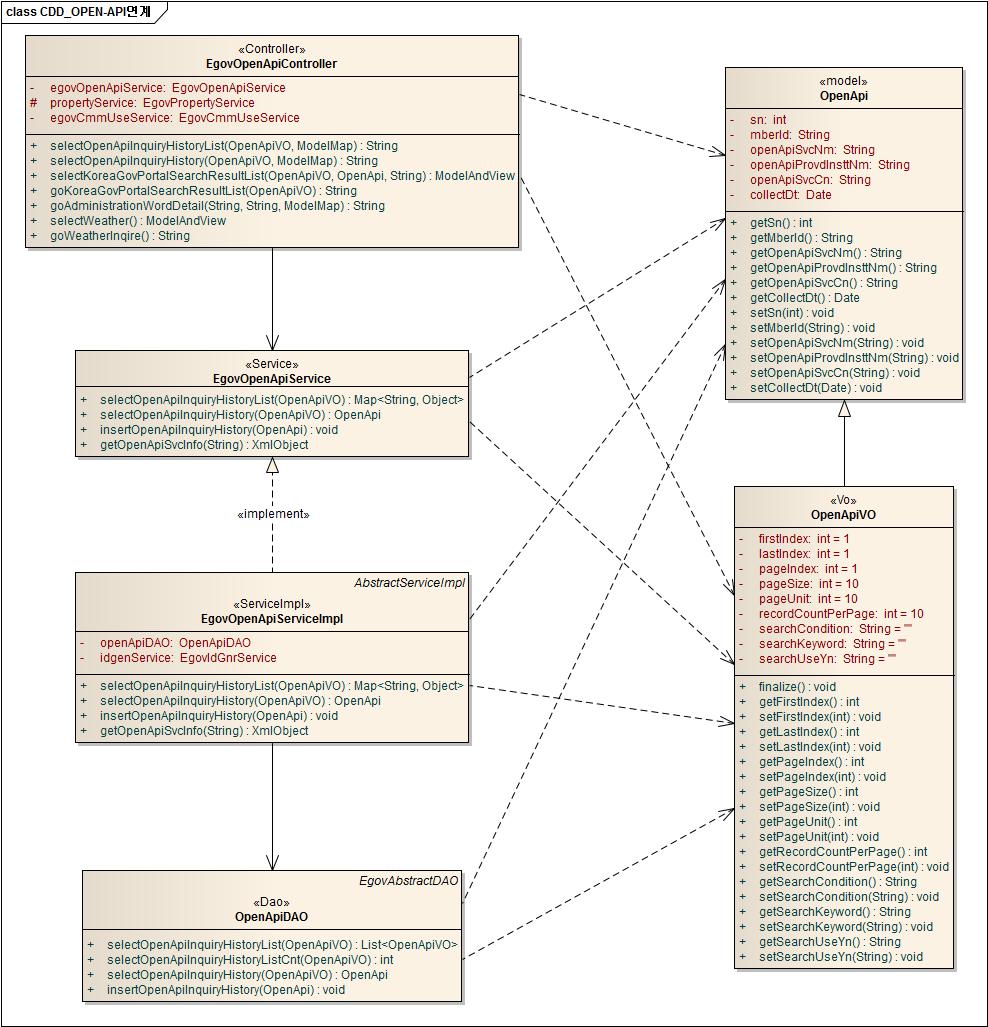 class CDD_OPEN-API연계
«Controller»
EgovOpenApiController
- egovOpenApiService: EgovOpenApiService
# propertyService: EgovPropertyService
- egovCmmUseService: EgovCmmUseService
+ selectOpenApiInquiryHistoryList(OpenApiVO, ModelMap) : String
+ selectOpenApiInquiryHistory(OpenApiVO, ModelMap) : String
+ selectKoreaGovPortalSearchResultList(OpenApiVO, OpenApi, String) : ModelAndView
+ goKoreaGovPortalSearchResultList(OpenApiVO) : String
+ goAdministrationWordDetail(String, String, ModelMap) : String
+ selectWeather() : ModelAndView
+ goWeatherInqire() : String
«Service»
EgovOpenApiService
+ selectOpenApiInquiryHistoryList(OpenApiVO) : Map<String, Object>
+ selectOpenApiInquiryHistory(OpenApiVO) : OpenApi
+ insertOpenApiInquiryHistory(OpenApi) : void
+ getOpenApiSvcInfo(String) : XmlObject
«implement»
AbstractServiceImpl
«ServiceImpl»
EgovOpenApiServiceImpl
- openApiDAO: OpenApiDAO
- idgenService: EgovIdGnrService
+ selectOpenApiInquiryHistoryList(OpenApiVO) : Map<String, Object>
+ selectOpenApiInquiryHistory(OpenApiVO) : OpenApi
+ insertOpenApiInquiryHistory(OpenApi) : void
+ getOpenApiSvcInfo(String) : XmlObject
EgovAbstractDAO
«Dao»
OpenApiDAO
+ selectOpenApiInquiryHistoryList(OpenApiVO) : List<OpenApiVO>
+ selectOpenApiInquiryHistoryListCnt(OpenApiVO) : int
+ selectOpenApiInquiryHistory(OpenApiVO) : OpenApi
+ insertOpenApiInquiryHistory(OpenApi) : void
«model»
OpenApi
- sn: int
- mberId: String
- openApiSvcNm: String
- openApiProvdInsttNm: String
- openApiSvcCn: String
- collectDt: Date
+ getSn() : int
+ getMberId() : String
+ getOpenApiSvcNm() : String
+ getOpenApiProvdInsttNm() : String
+ getOpenApiSvcCn() : String
+ getCollectDt() : Date
+ setSn(int) : void
+ setMberId(String) : void
+ setOpenApiSvcNm(String) : void
+ setOpenApiProvdInsttNm(String) : void
+ setOpenApiSvcCn(String) : void
+ setCollectDt(Date) : void
«Vo»
OpenApiVO
- firstIndex: int = 1
- lastIndex: int = 1
- pageIndex: int = 1
- pageSize: int = 10
- pageUnit: int = 10
- recordCountPerPage: int = 10
- searchCondition: String = ""
- searchKeyword: String = ""
- searchUseYn: String = ""
+ finalize() : void
+ getFirstIndex() : int
+ setFirstIndex(int) : void
+ getLastIndex() : int
+ setLastIndex(int) : void
+ getPageIndex() : int
+ setPageIndex(int) : void
+ getPageSize() : int
+ setPageSize(int) : void
+ getPageUnit() : int
+ setPageUnit(int) : void
+ getRecordCountPerPage() : int
+ setRecordCountPerPage(int) : void
+ getSearchCondition() : String
+ setSearchCondition(String) : void
+ getSearchKeyword() : String
+ setSearchKeyword(String) : void
+ getSearchUseYn() : String
+ setSearchUseYn(String) : void